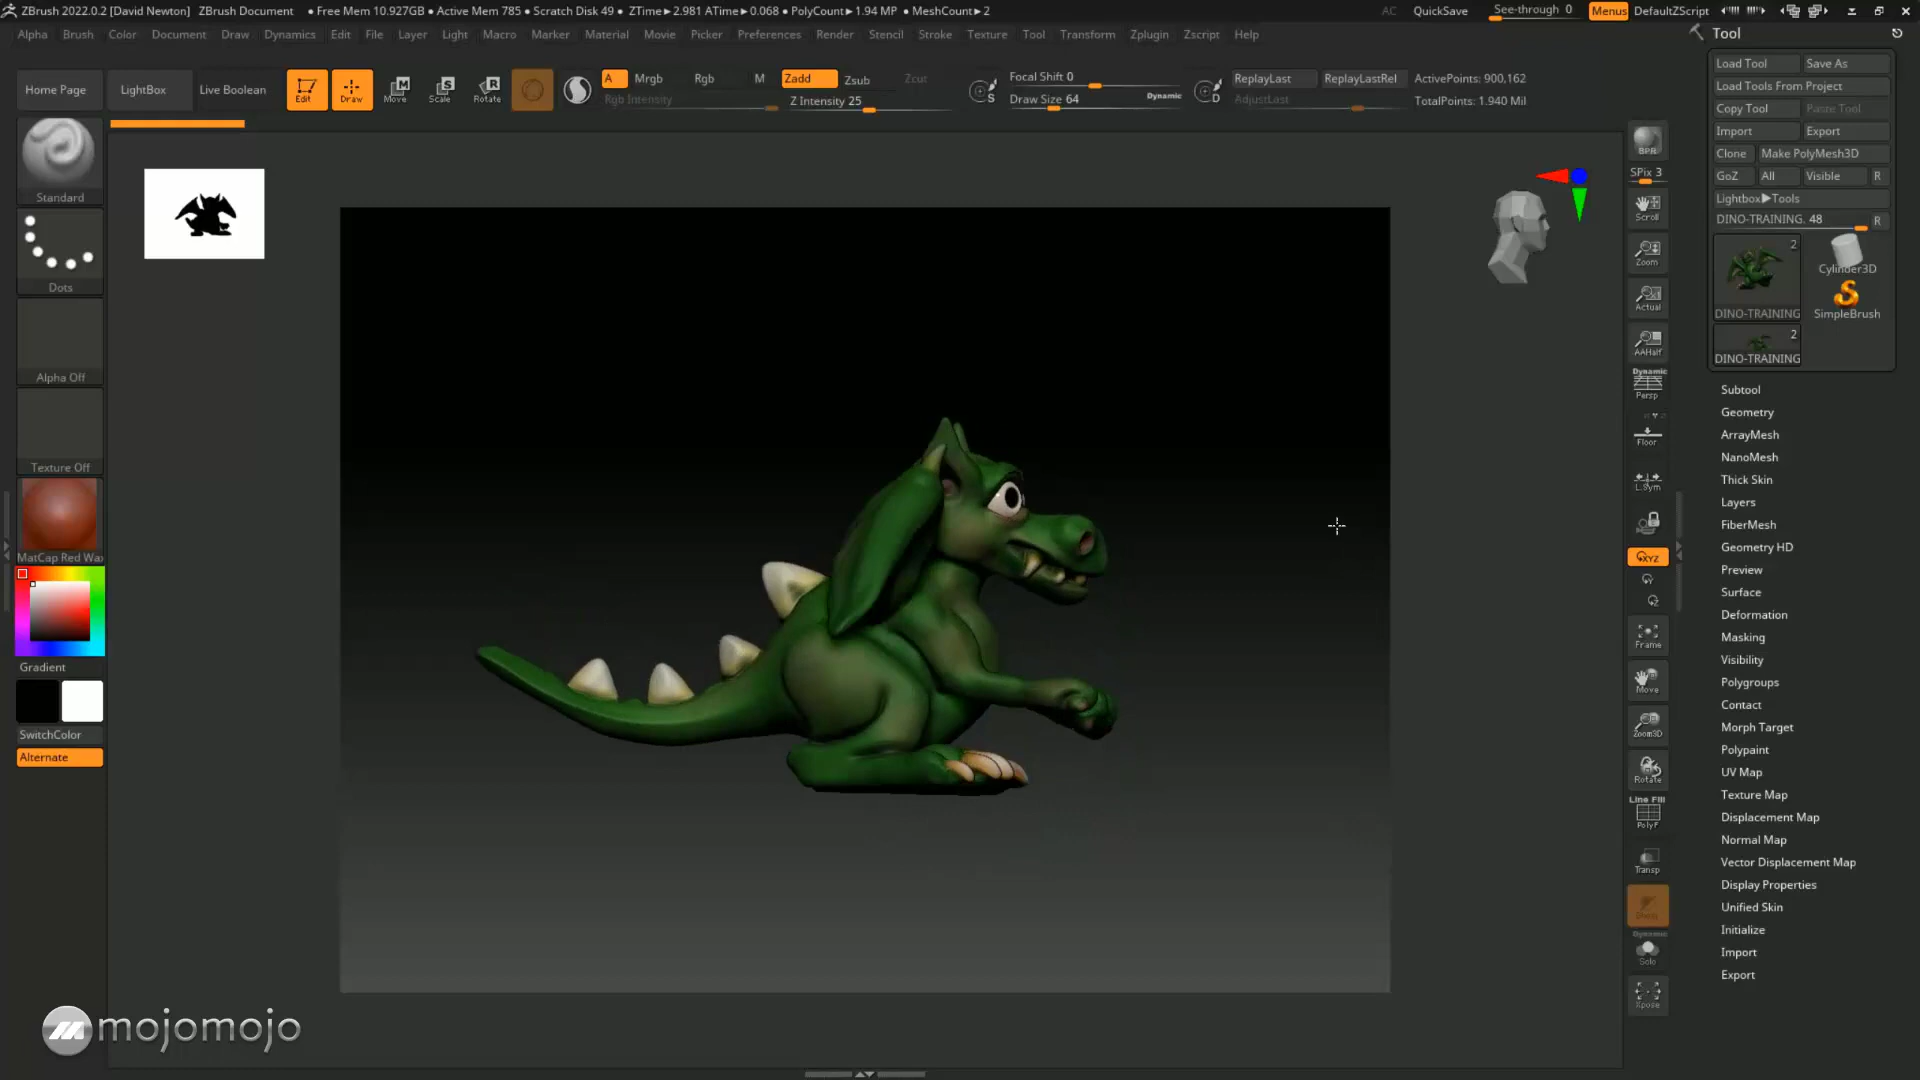 ZBrush 2022.0.2 [David Newton] ZBrush Document • Free Mem 10.927GB • Active Mem 785 • Scratch Disk 49 • ZTime►2.981 ATime►0.068 • PolyCount►1.94 MP • MeshCount►2 AC QuickSave See-through 0 Menus DefaultZScript
Alpha Brush Color Document Draw Dynamics Edit File Layer Light Macro Marker Material Movie Picker Preferences Render Stencil Stroke Texture Tool Transform Zplugin Zscript Help
Tool
Home Page LightBox Live Boolean Edit Draw Move Scale Rotate
A Mrgb Rgb M Zadd Zsub Zcut
Rgb Intensity Z Intensity 25
S Focal Shift 0
Draw Size 64 Dynamic
D ReplayLast ReplayLastRel
AdjustLast
ActivePoints: 900,162
TotalPoints: 1.940 Mil
Standard
Dots
Alpha Off
Texture Off
MatCap Red Wax
Gradient
SwitchColor
Alternate
BPR
SPix 3
Scroll
Zoom
Actual
AAHalf
Dynamic
Persp
Floor
L.Sym
XYZ
Y
Z
Frame
Move
Zoom3D
Rotate
Line Fill
PolyF
Transp
Dynamic
Solo
Xpose
Load Tool Save As
Load Tools From Project
Copy Tool Paste Tool
Import Export
Clone Make PolyMesh3D
GoZ All Visible R
Lightbox►Tools
DINO-TRAINING. 48 R
2
DINO-TRAINING
Cylinder3D
SimpleBrush
2
DINO-TRAINING
Subtool
Geometry
ArrayMesh
NanoMesh
Thick Skin
Layers
FiberMesh
Geometry HD
Preview
Surface
Deformation
Masking
Visibility
Polygroups
Contact
Morph Target
Polypaint
UV Map
Texture Map
Displacement Map
Normal Map
Vector Displacement Map
Display Properties
Unified Skin
Initialize
Import
Export
mojomojo